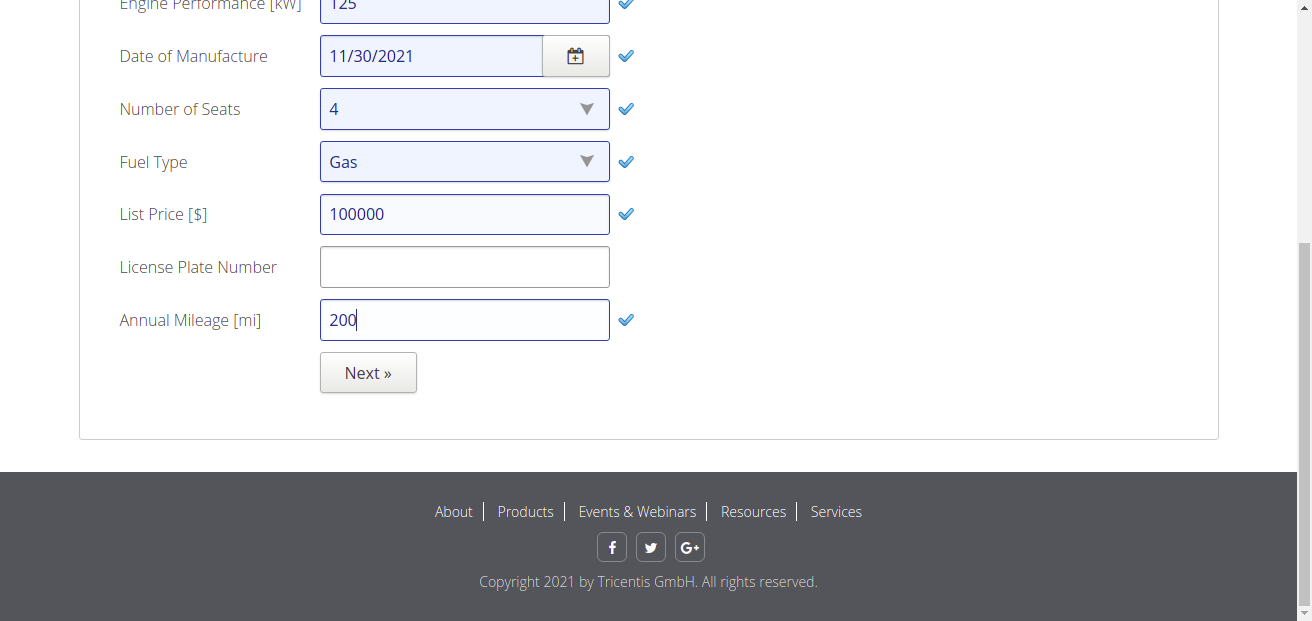 Engine Performance [kW] 125
Date of Manufacture 11/30/2021
Number of Seats 4
Fuel Type Gas
List Price [$] 100000
License Plate Number
Annual Mileage [mi] 200
Next »
About Products Events & Webinars Resources Services
Copyright 2021 by Tricentis GmbH. All rights reserved.